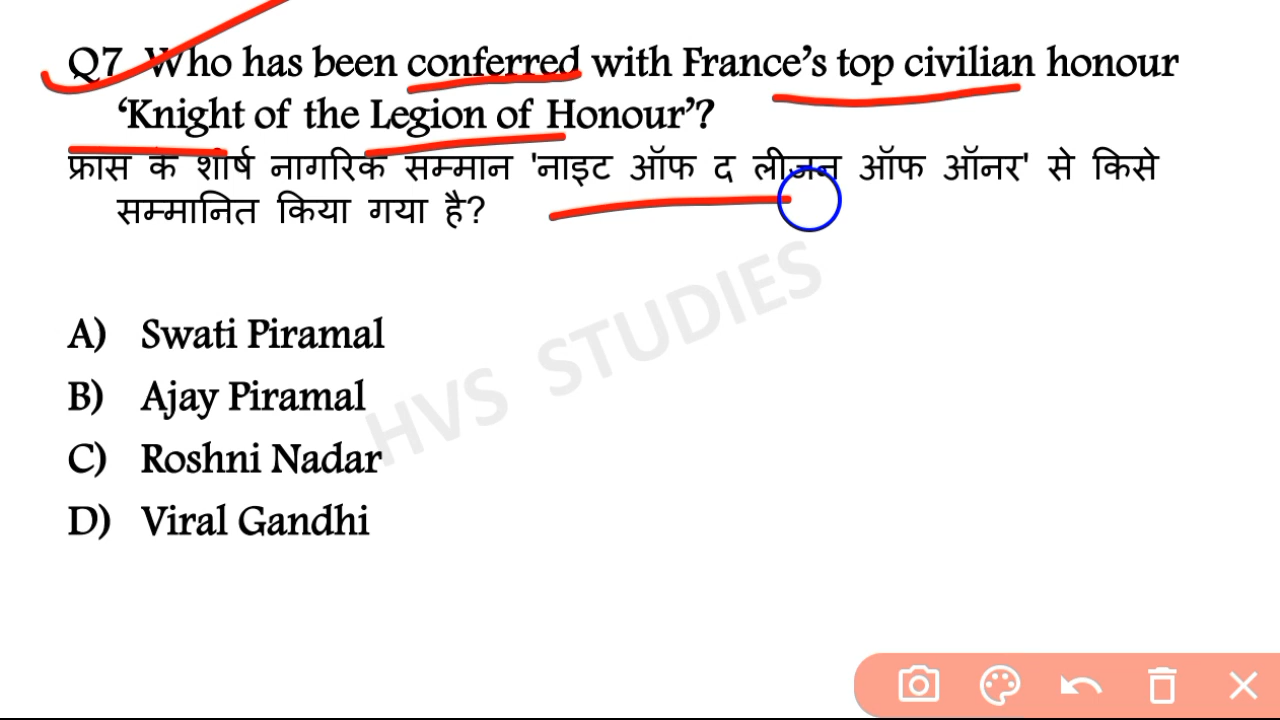 Q7. Who has been conferred with France's top civilian honour
'Knight of the Legion of Honour'?
फ्रांस के शीर्ष नागरिक सम्मान 'नाइट ऑफ द लीजन ऑफ ऑनर' से किसे
सम्मानित किया गया है?
HVS STUDIES
A) Swati Piramal
B) Ajay Piramal
C) Roshni Nadar
D) Viral Gandhi